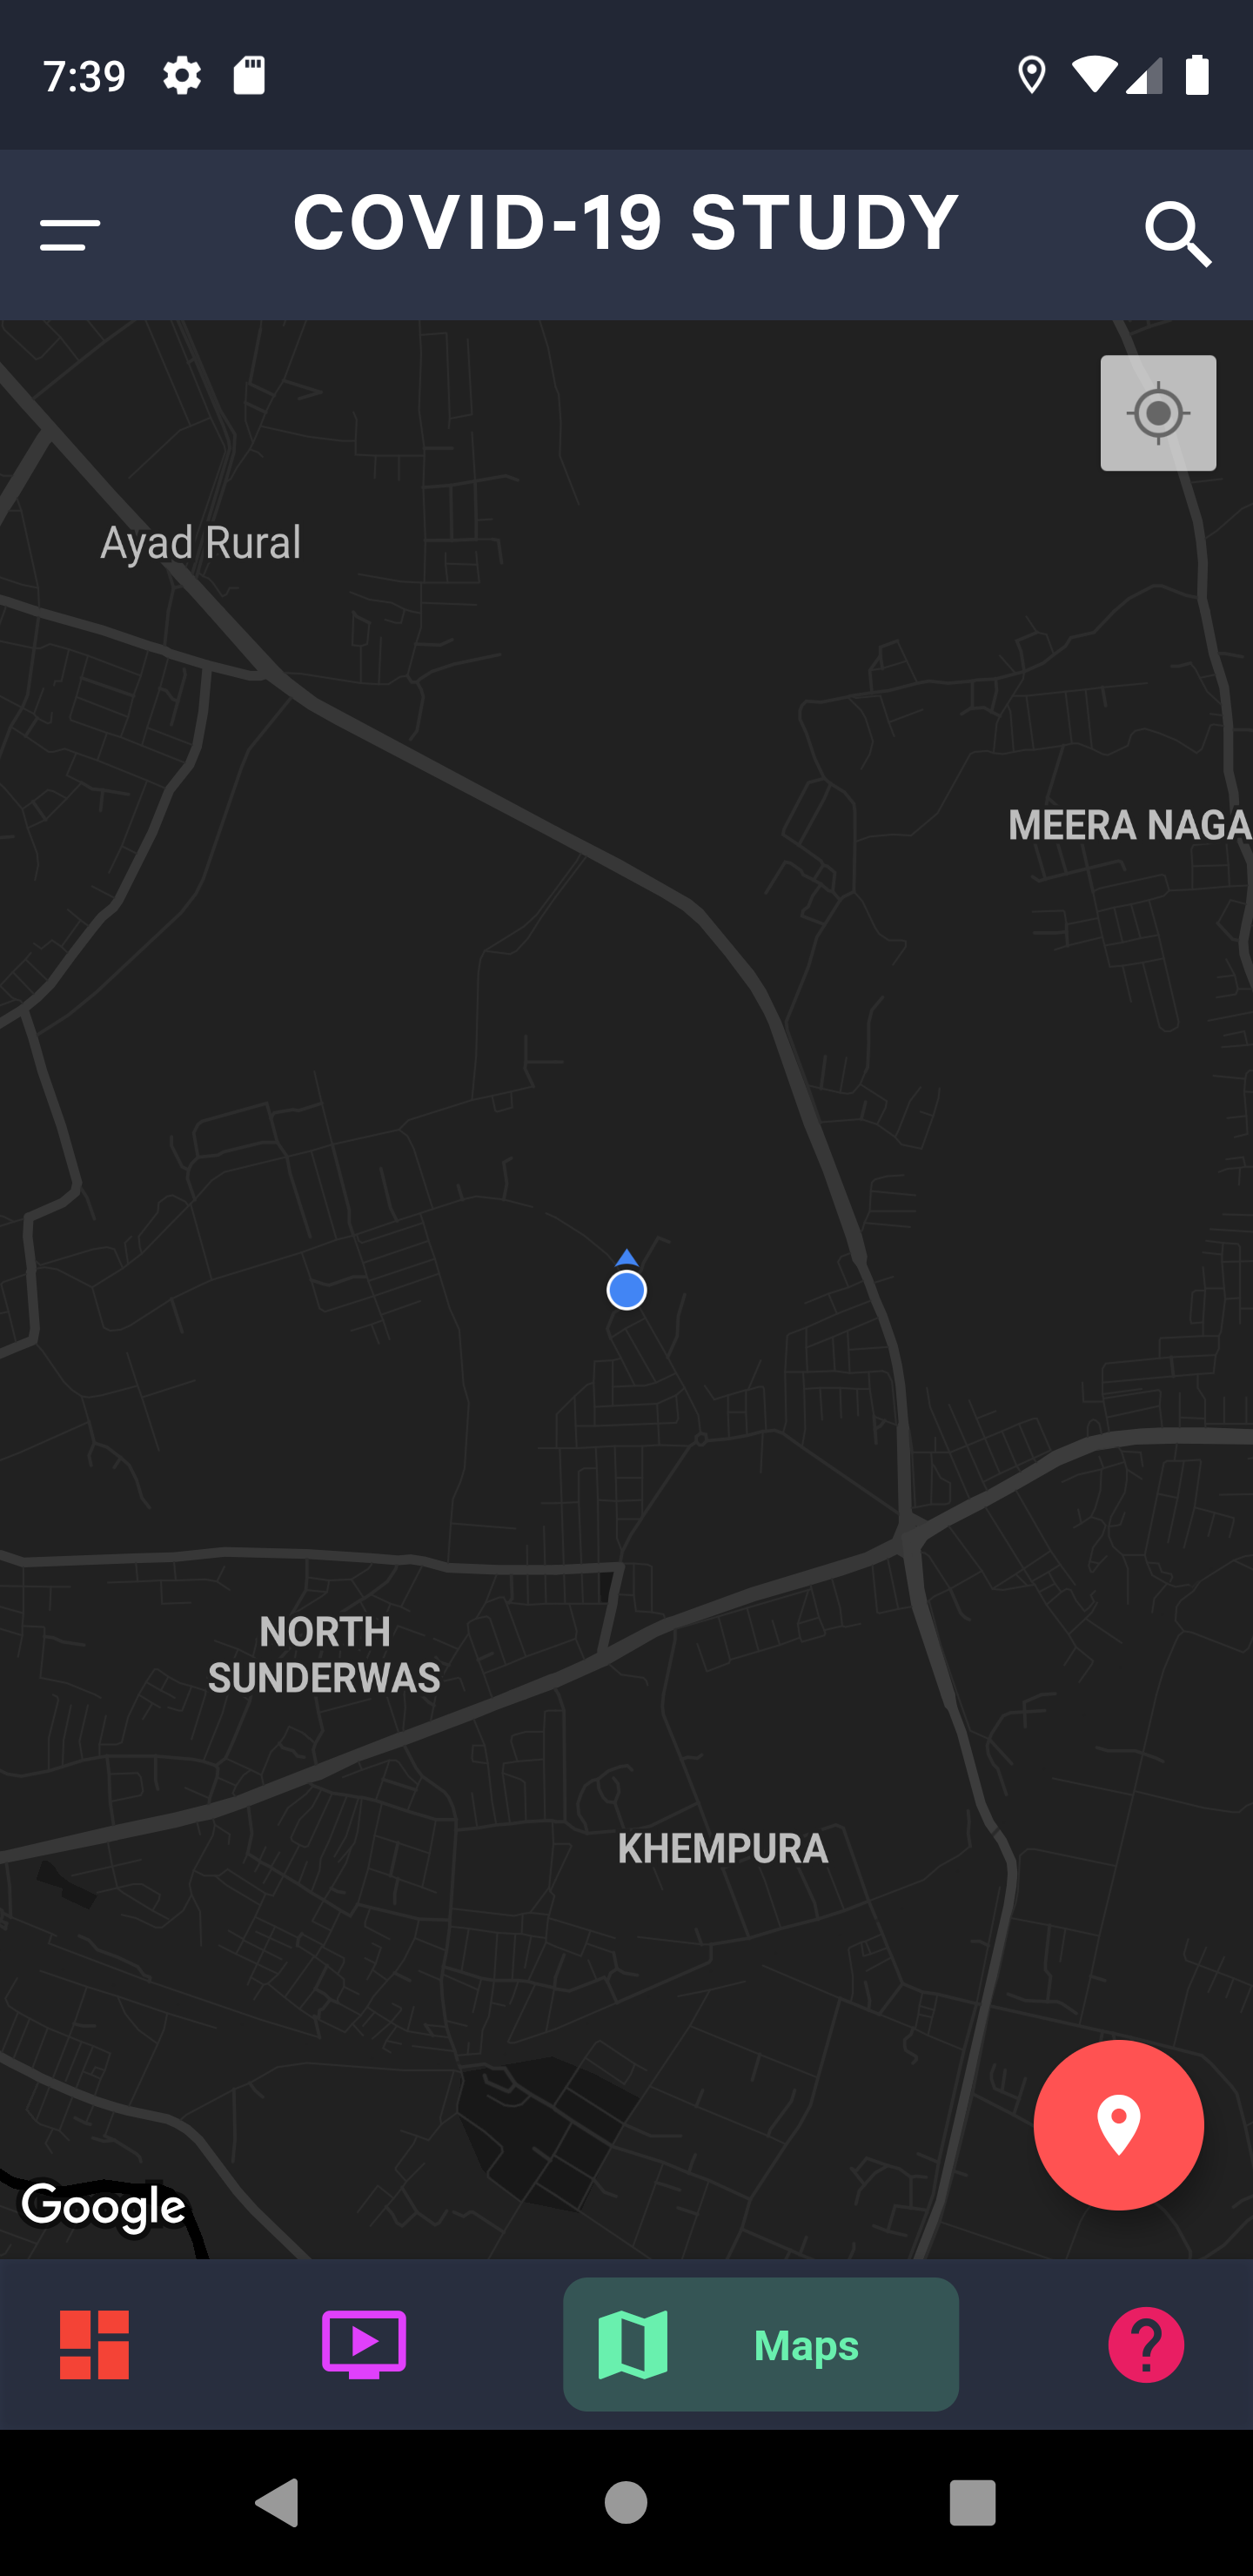 7:39
COVID-19 STUDY
Ayad Rural
MEERA NAGA
NORTH
SUNDERWAS
KHEMPURA
Google
Maps
?